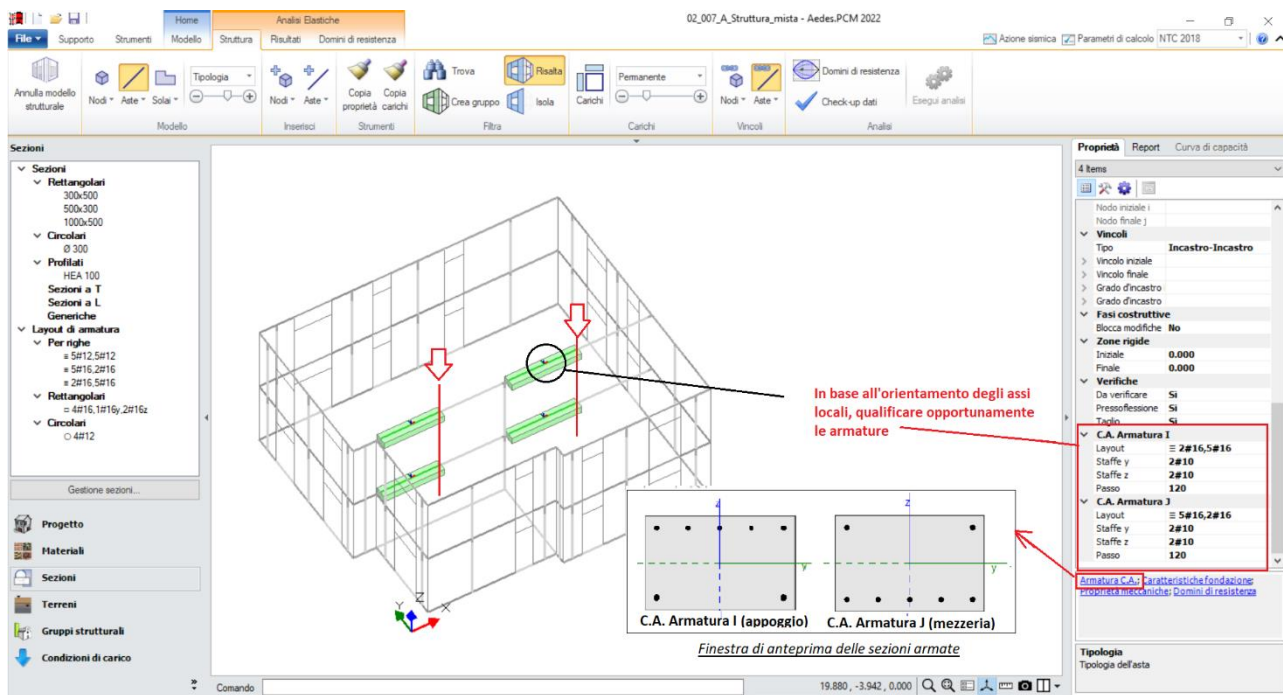 02_007_A_Struttura_mista - Aedes.PCM 2022
Home
Analisi Elastiche
File
Supporto
Strumenti
Modello
Struttura
Risultati
Domini di resistenza
Azione sismica
Parametri di calcolo
NTC 2018
Annulla modello
strutturale
Nodi
Aste
Solai
Tipologia
Modello
Nodi
Aste
Inserisci
Copia
proprietà
Copia
carichi
Strumenti
Trova
Crea gruppo
Risalta
Isola
Filtra
Carichi
Permanente
Carichi
Nodi
Aste
Vincoli
Domini di resistenza
Check-up dati
Esegui analisi
Analisi
Sezioni
Sezioni
Rettangolari
300x500
500x300
1000x500
Circolari
Ø 300
Profilati
HEA 100
Sezioni a T
Sezioni a L
Generiche
Layout di armatura
Per righe
≡ 5#12,5#12
≡ 5#16,2#16
≡ 2#16,5#16
Rettangolari
4#16,1#16y,2#16z
Circolari
4#12
Gestione sezioni...
Progetto
Materiali
Sezioni
Terreni
Gruppi strutturali
Condizioni di carico
In base all'orientamento degli assi
locali, qualificare opportunamente
le armature
Y
Z
X
z
y
C.A. Armatura I (appoggio)
z
y
C.A. Armatura J (mezzeria)
Finestra di anteprima delle sezioni armate
Comando
19.880 , -3.942 , 0.000
Proprietà
Report
Curva di capacità
4 Items
Nodo iniziale i
Nodo finale j
Vincoli
Tipo Incastro-Incastro
Vincolo iniziale
Vincolo finale
Grado d'incastro
Grado d'incastro
Fasi costruttive
Blocca modifiche No
Zone rigide
Iniziale 0.000
Finale 0.000
Verifiche
Da verificare Sì
Pressoflessione Sì
Taglio Sì
C.A. Armatura I
Layout ≡ 2#16,5#16
Staffe y 2#10
Staffe z 2#10
Passo 120
C.A. Armatura J
Layout ≡ 5#16,2#16
Staffe y 2#10
Staffe z 2#10
Passo 120
Armatura C.A.; Caratteristiche fondazione;
Proprietà meccaniche; Domini di resistenza
Tipologia
Tipologia dell'asta